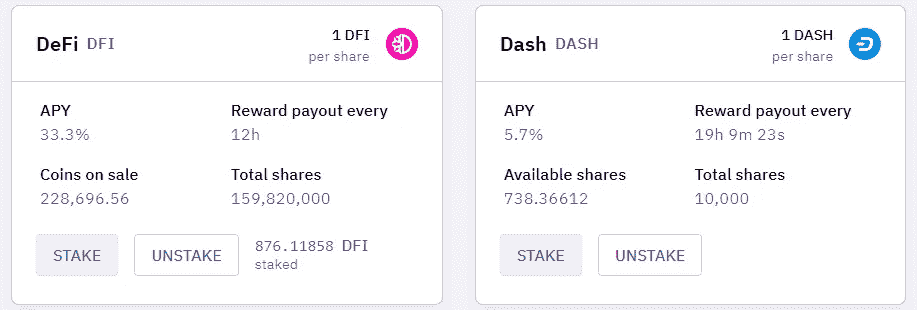 DeFi DFI
1 DFI
per share
APY
33.3%
Reward payout every
12h
Coins on sale
228,696.56
Total shares
159,820,000
STAKE
UNSTAKE
876.11858 DFI
staked
Dash DASH
1 DASH
per share
APY
5.7%
Reward payout every
19h 9m 23s
Available shares
738.36612
Total shares
10,000
STAKE
UNSTAKE